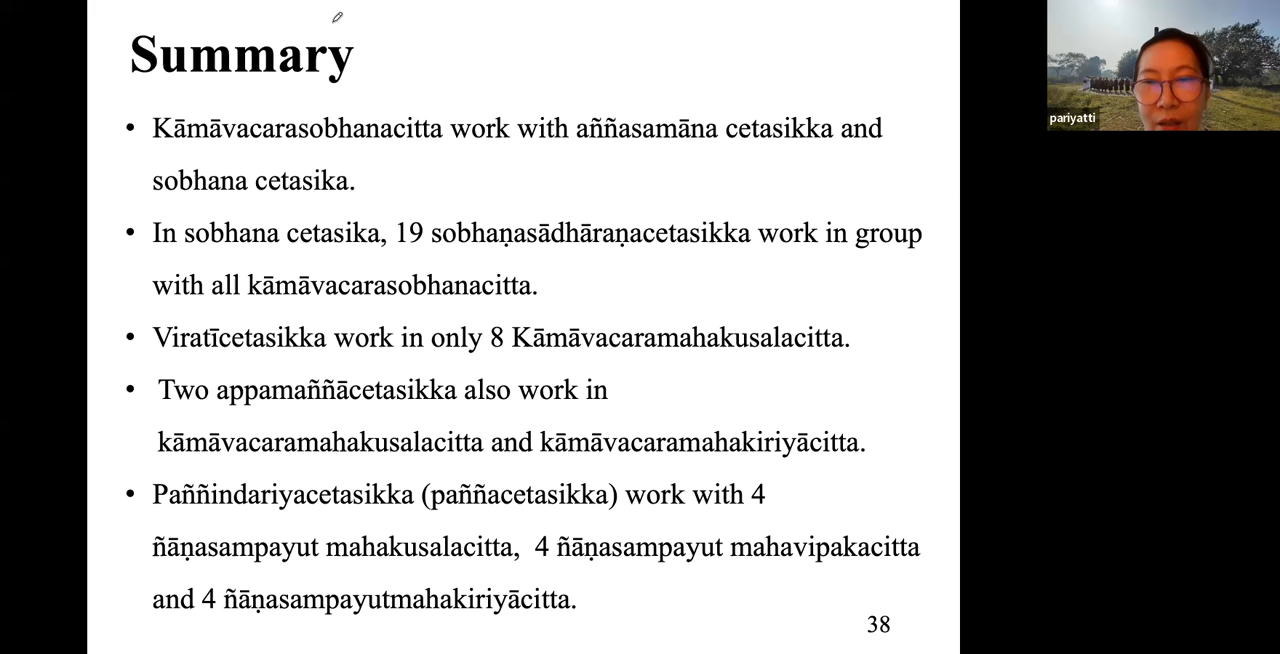 Summary
• Kāmāvacarasobhanacitta work with aññasamāna cetasikka and
sobhana cetasika.
• In sobhana cetasika, 19 sobhaṇasādhāraṇacetasikka work in group
with all kāmāvacarasobhanacitta.
• Viratīcetasikka work in only 8 Kāmāvacaramahakusalacitta.
• Two appamaññācetasikka also work in
kāmāvacaramahakusalacitta and kāmāvacaramahakiriyācitta.
• Paññindariyacetasikka (paññacetasikka) work with 4
ñāṇasampayut mahakusalacitta, 4 ñāṇasampayut mahavipakacitta
and 4 ñāṇasampayutmahakiriyācitta.
38
pariyatti